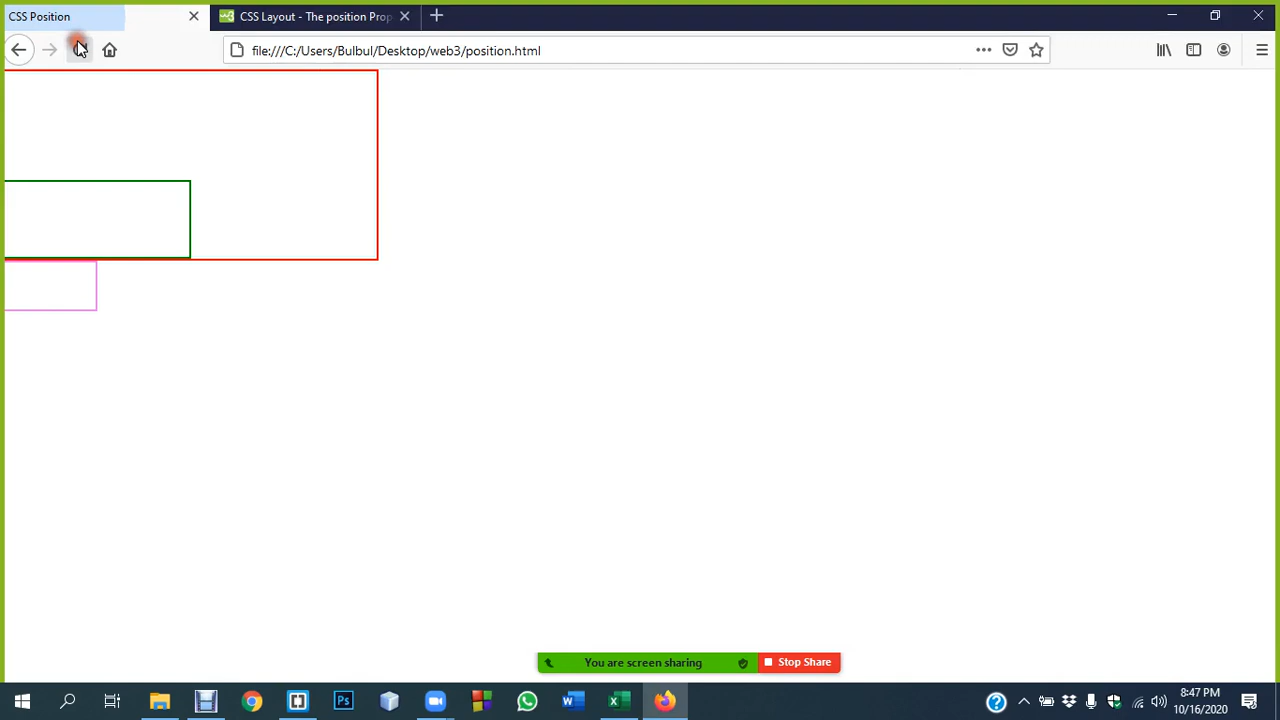 CSS Position
CSS Layout - The position Prop
file:///C:/Users/Bulbul/Desktop/web3/position.html
You are screen sharing
Stop Share
8:47 PM
10/16/2020